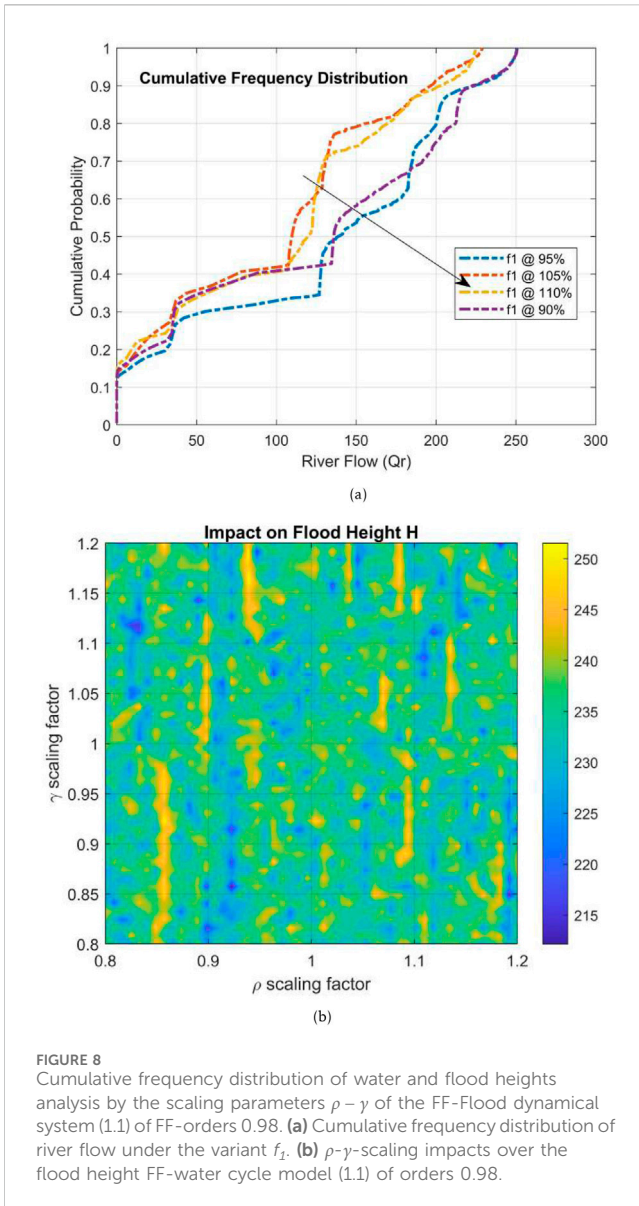 1
0.9
0.8
0.7
0.6
0.5
0.4
0.3
0.2
0.1
0
Cumulative Probability
Cumulative Frequency Distribution
f1 @ 95%
f1 @ 105%
f1 @ 110%
f1 @ 90%
0 50 100 150 200 250 300
River Flow (Qr)
(a)
Impact on Flood Height H
1.2
1.15
1.1
1.05
1
0.95
0.9
0.85
0.8
γ scaling factor
0.8 0.9 1 1.1 1.2
ρ scaling factor
250
245
240
235
230
225
220
215
(b)
FIGURE 8
Cumulative frequency distribution of water and flood heights
analysis by the scaling parameters ρ – γ of the FF-Flood dynamical
system (1.1) of FF-orders 0.98. (a) Cumulative frequency distribution of
river flow under the variant f1. (b) ρ-γ-scaling impacts over the
flood height FF-water cycle model (1.1) of orders 0.98.